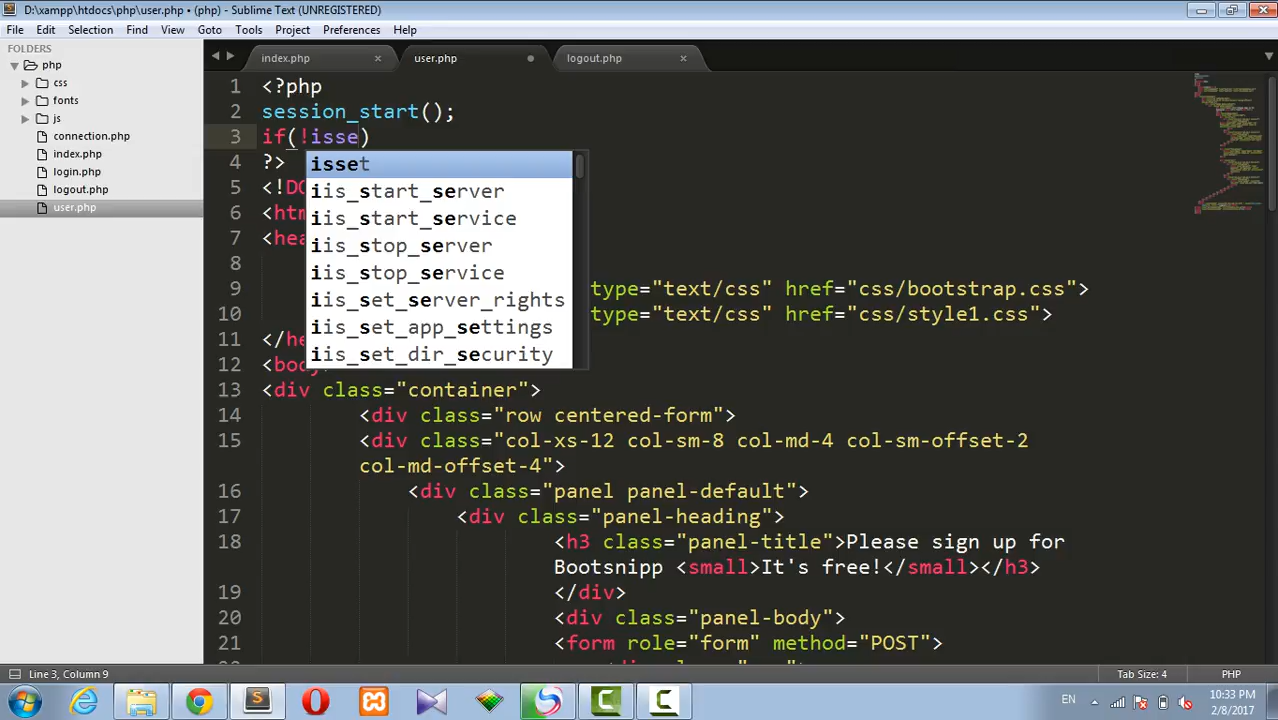 D:\xampp\htdocs\php\user.php • (php) - Sublime Text (UNREGISTERED)
File Edit Selection Find View Goto Tools Project Preferences Help
FOLDERS
php
css
fonts
js
connection.php
index.php
login.php
logout.php
user.php
index.php user.php logout.php
1 <?php
2 session_start();
3 if(!isse)
4 ?>
5 <!DO
6 <htm
7 <hea
8
9 type="text/css" href="css/bootstrap.css">
10 type="text/css" href="css/style1.css">
11 </he
12 <body
13 <div class="container">
14 <div class="row centered-form">
15 <div class="col-xs-12 col-sm-8 col-md-4 col-sm-offset-2
col-md-offset-4">
16 <div class="panel panel-default">
17 <div class="panel-heading">
18 <h3 class="panel-title">Please sign up for
Bootsnipp <small>It's free!</small></h3>
19 </div>
20 <div class="panel-body">
21 <form role="form" method="POST">
isset
iis_start_server
iis_start_service
iis_stop_server
iis_stop_service
iis_set_server_rights
iis_set_app_settings
iis_set_dir_security
Line 3, Column 9 Tab Size: 4 PHP
EN 10:33 PM
2/8/2017